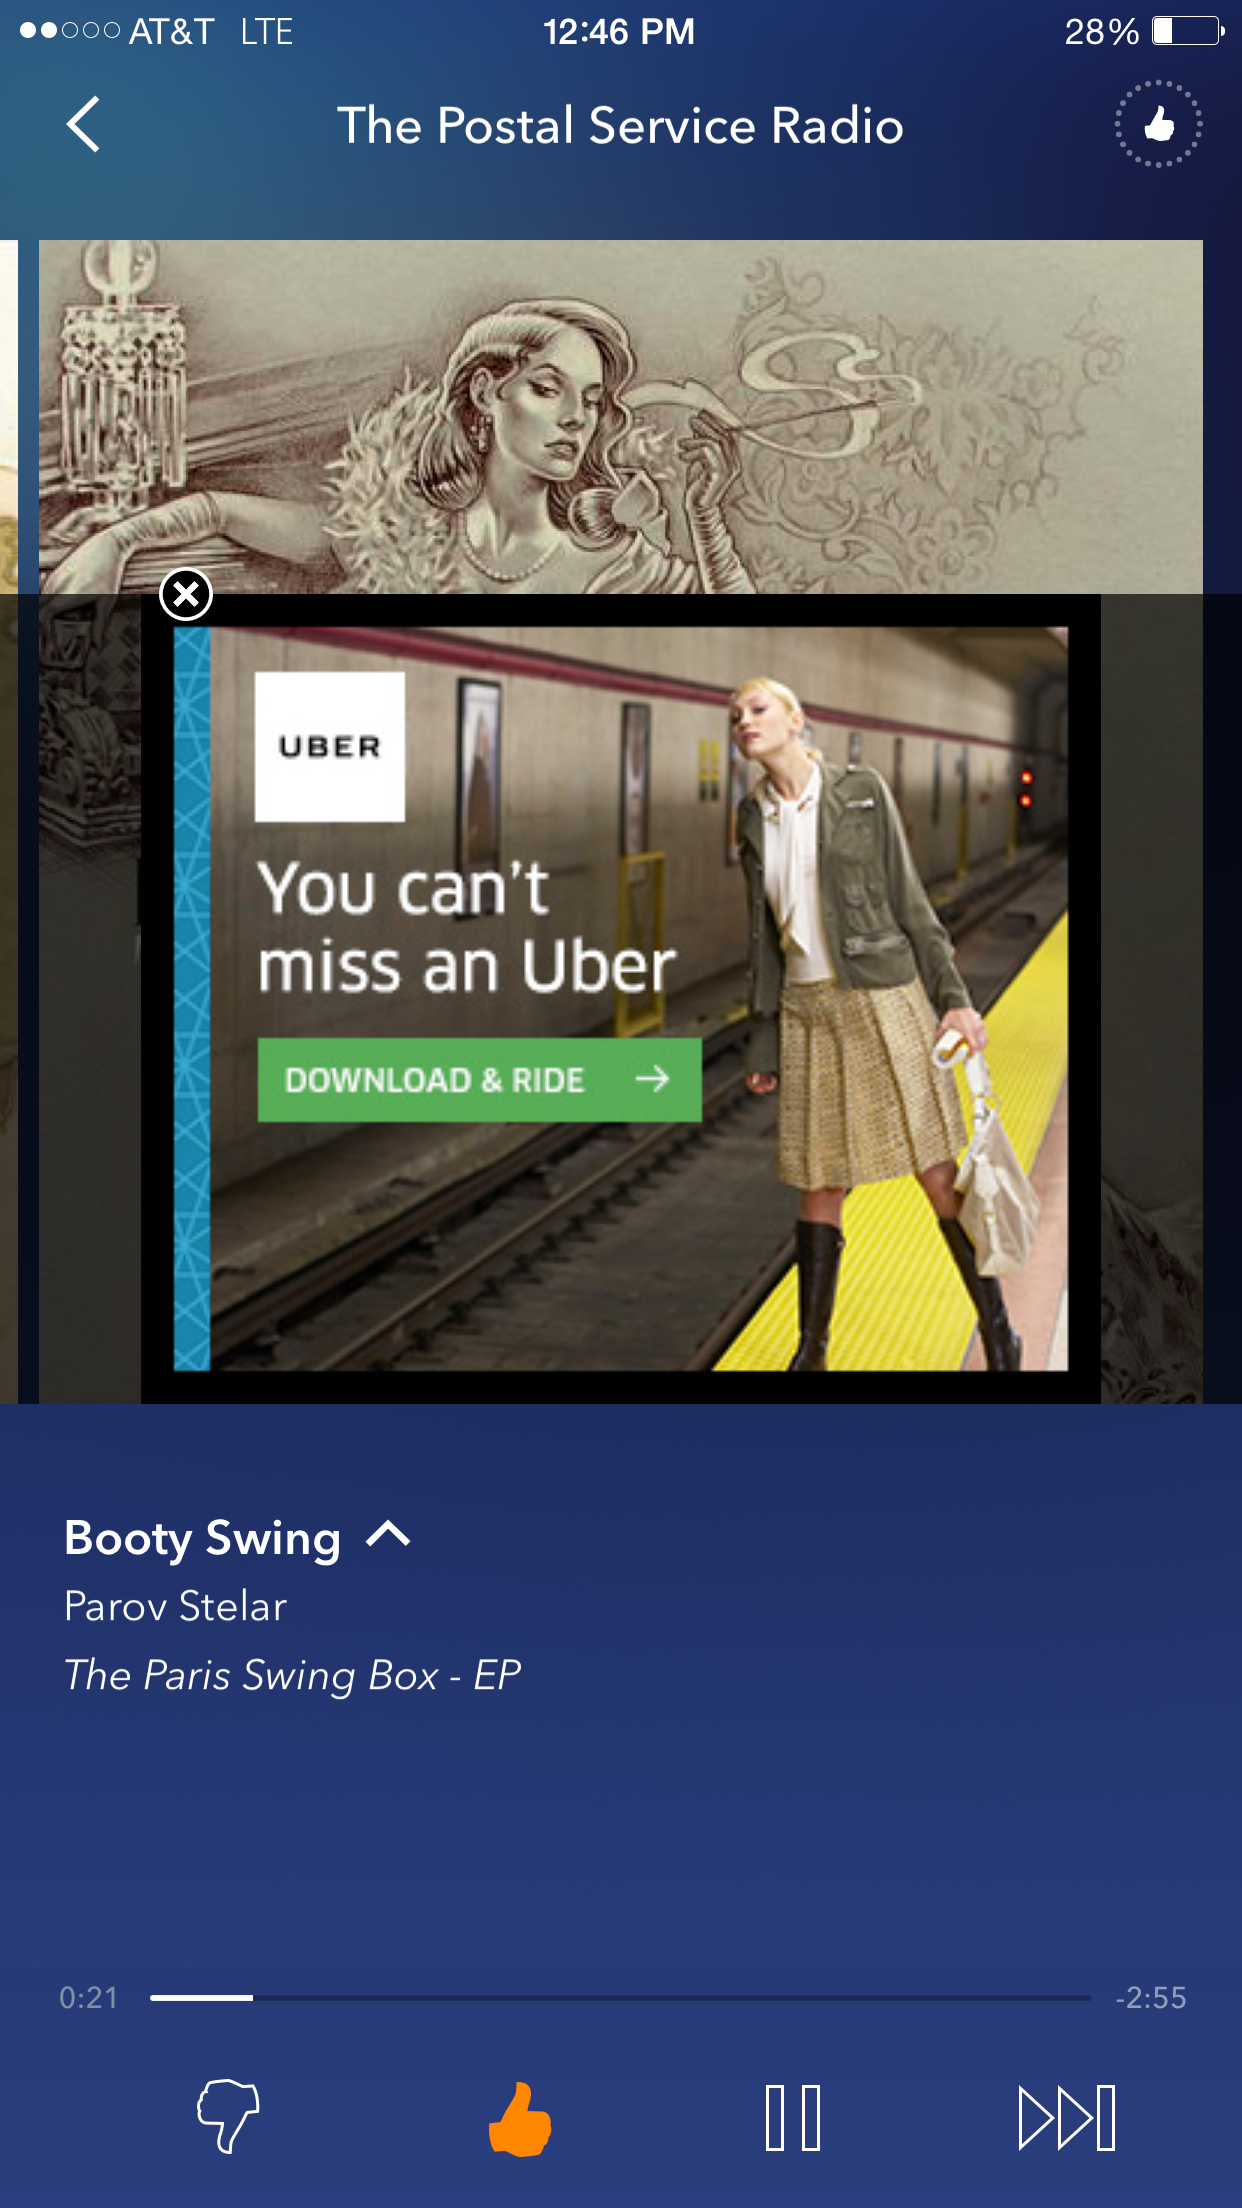 AT&T LTE 12:46 PM 28%
The Postal Service Radio
UBER
You can't
miss an Uber
DOWNLOAD & RIDE
Booty Swing
Parov Stelar
The Paris Swing Box - EP
0:21 -2:55